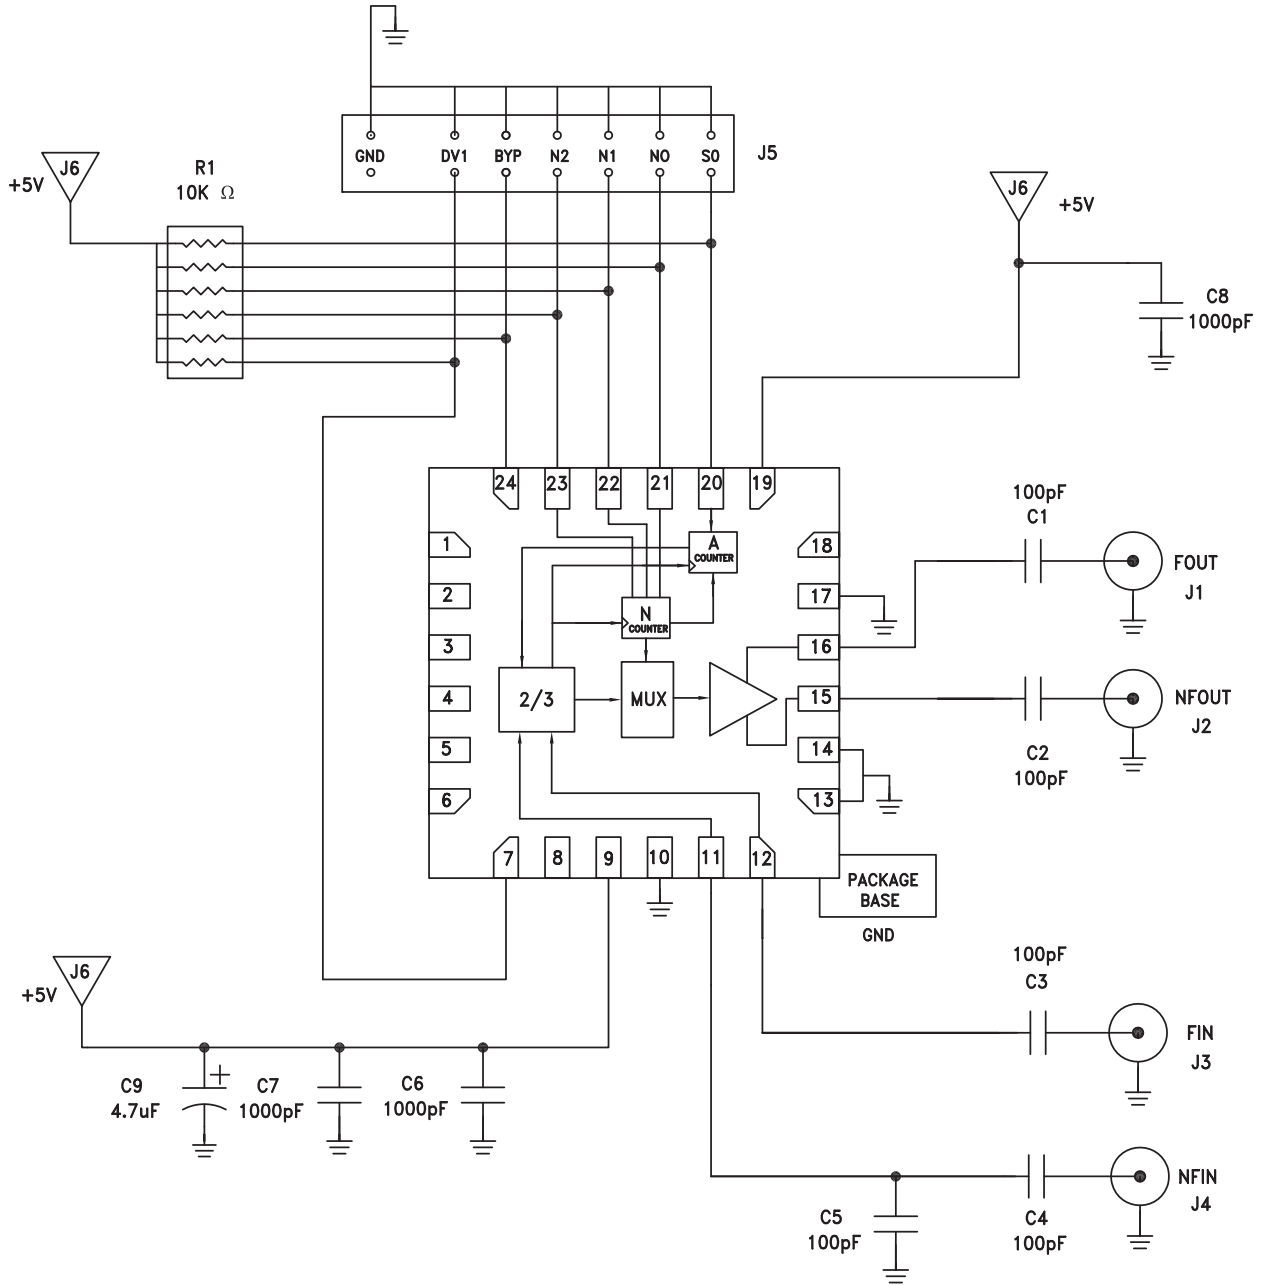 GND DV1 BYP N2 N1 N0 S0
J5
J6
+5V
R1
10K Ω
J6
+5V
C8
1000pF
24 23 22 21 20 19
1
2
3
4
5
6
18
17
16
15
14
13
7 8 9 10 11 12
A
COUNTER
N
COUNTER
2/3
MUX
100pF
C1
FOUT
J1
NFOUT
J2
C2
100pF
PACKAGE
BASE
GND
100pF
C3
FIN
J3
J6
+5V
C9
4.7uF
+
C7
1000pF
C6
1000pF
NFIN
J4
C5
100pF
C4
100pF